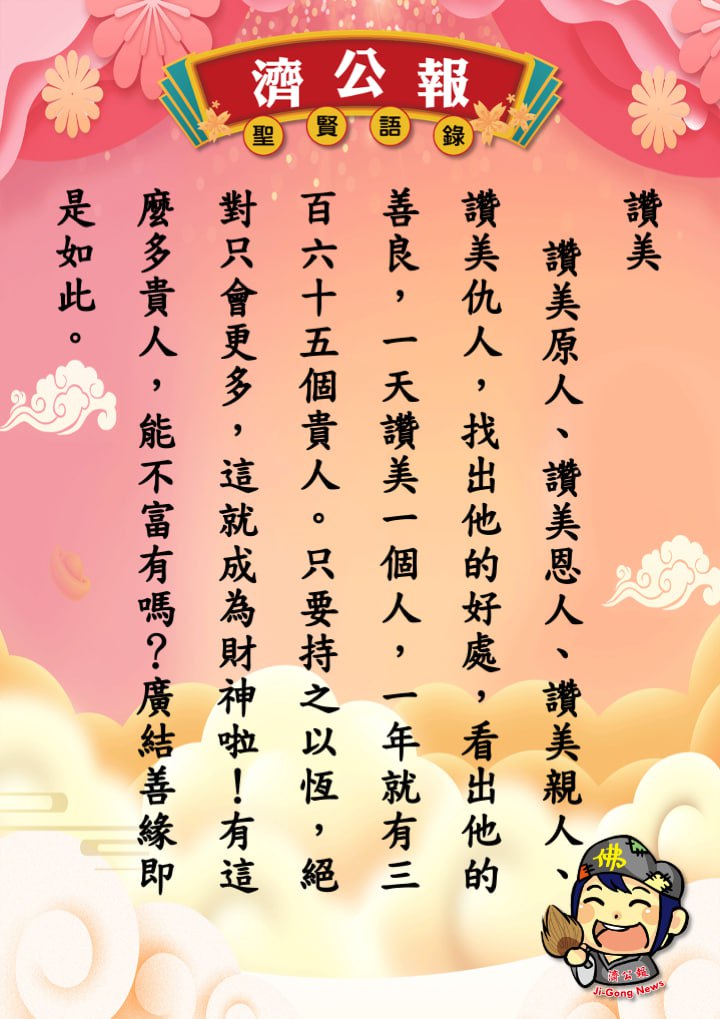 濟公報
聖賢語錄
讚美
讚美原人、讚美恩人、讚美親人、
讚美仇人，找出他的好處，看出他的
善良，一天讚美一個人，一年就有三
百六十五個貴人。只要持之以恆，絕
對只會更多，這就成為財神啦！有這
麼多貴人，能不富有嗎？廣結善緣即
是如此。
佛
濟公報
Ji-Gong News